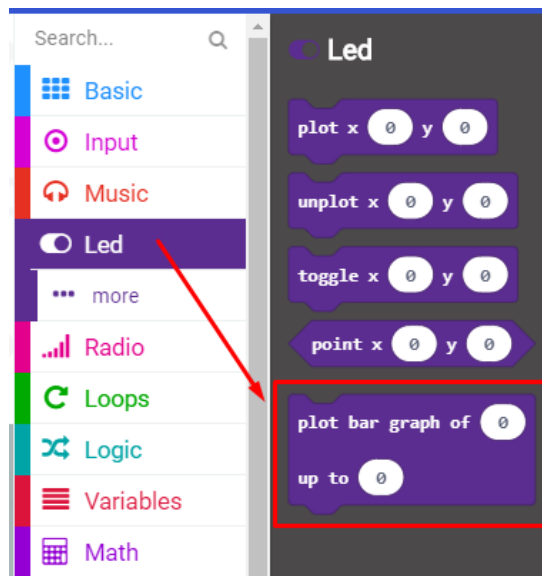 Search...
Basic
Input
Music
Led
more
Radio
Loops
Logic
Variables
Math
Led
plot x 0 y 0
unplot x 0 y 0
toggle x 0 y 0
point x 0 y 0
plot bar graph of 0
up to 0